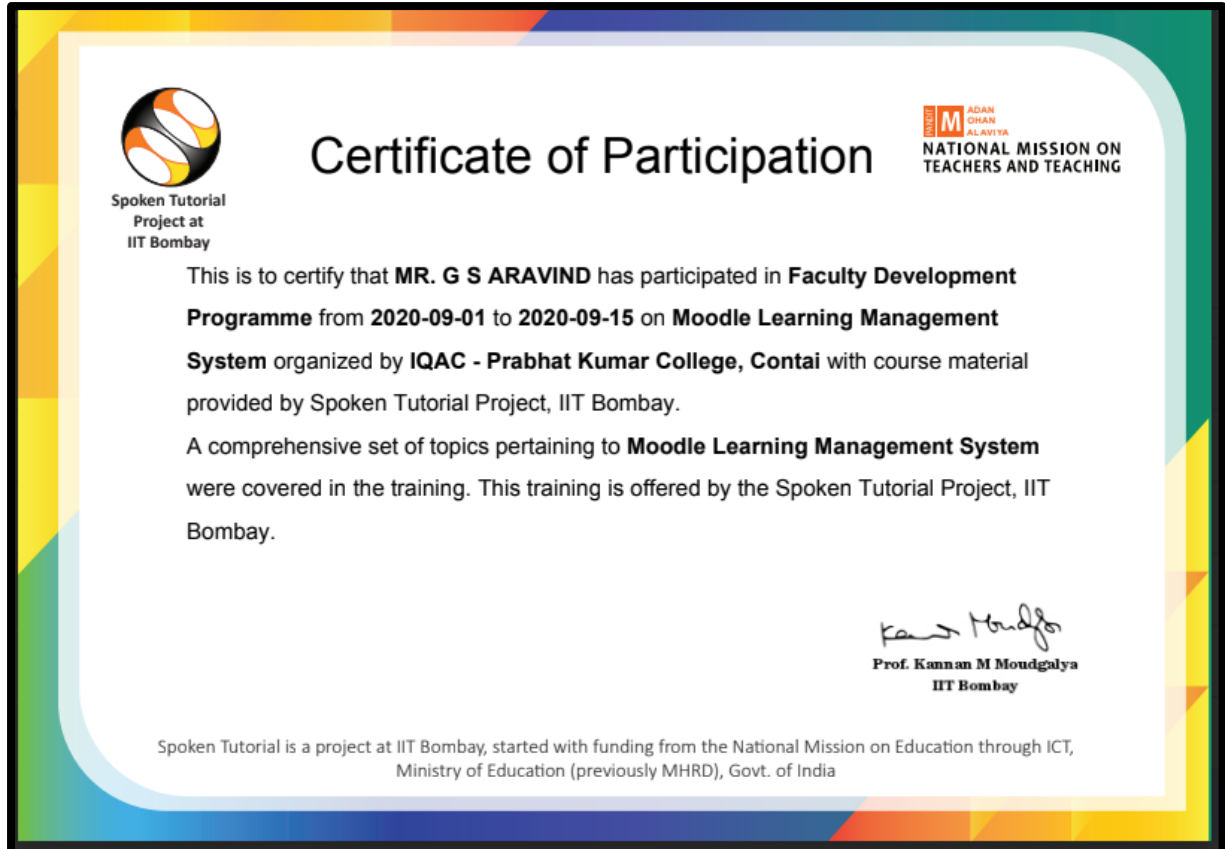 Spoken Tutorial
Project at
IIT Bombay
Certificate of Participation
PANDIT
MADAN
MOHAN
MALAVIYA
NATIONAL MISSION ON
TEACHERS AND TEACHING
This is to certify that MR. G S ARAVIND has participated in Faculty Development
Programme from 2020-09-01 to 2020-09-15 on Moodle Learning Management
System organized by IQAC - Prabhat Kumar College, Contai with course material
provided by Spoken Tutorial Project, IIT Bombay.
A comprehensive set of topics pertaining to Moodle Learning Management System
were covered in the training. This training is offered by the Spoken Tutorial Project, IIT
Bombay.
Prof. Kannan M Moudgalya
IIT Bombay
Spoken Tutorial is a project at IIT Bombay, started with funding from the National Mission on Education through ICT,
Ministry of Education (previously MHRD), Govt. of India